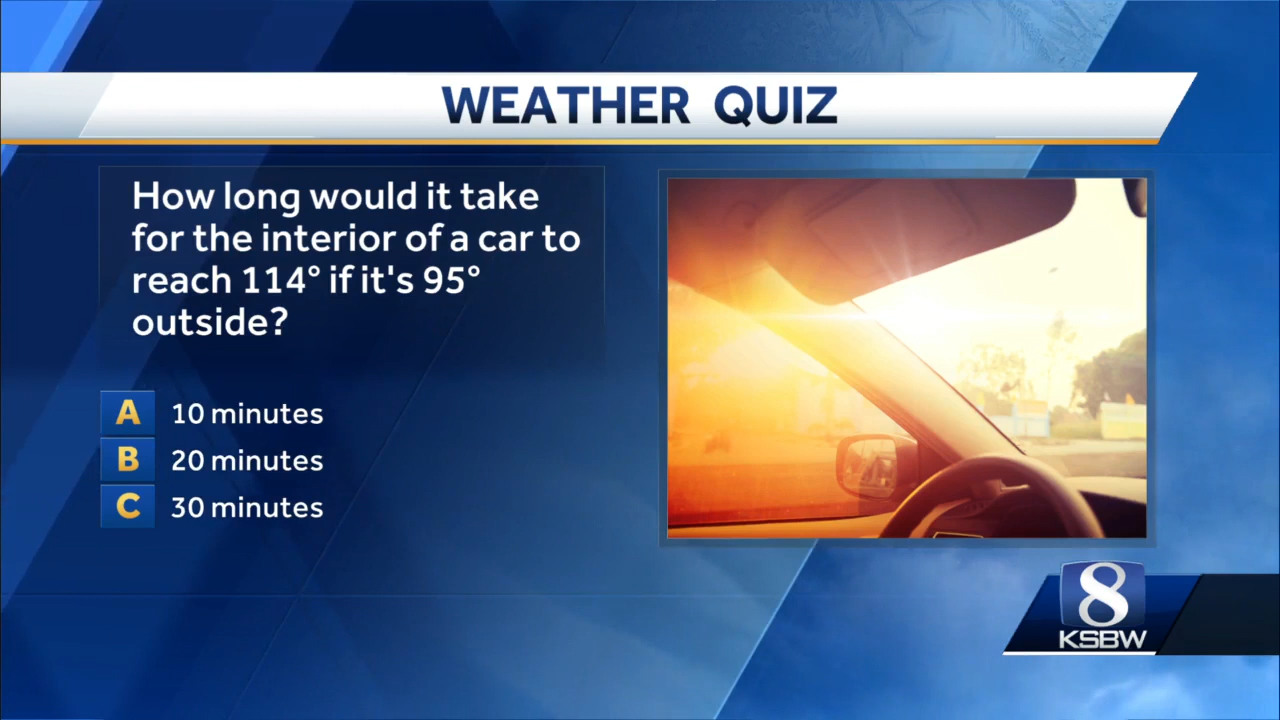 WEATHER QUIZ
How long would it take
for the interior of a car to
reach 114° if it's 95°
outside?
A 10 minutes
B 20 minutes
C 30 minutes
8
KSBW